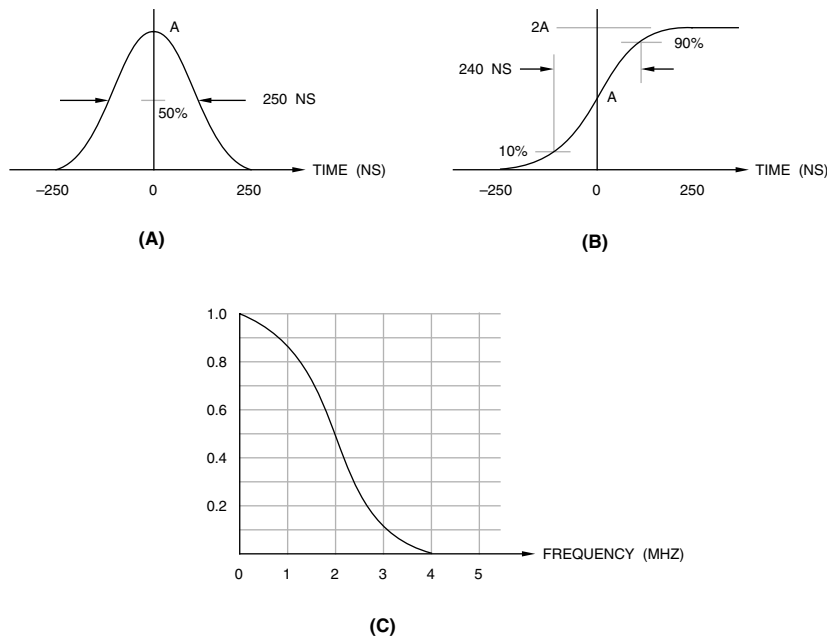 A
250 NS
50%
TIME (NS)
–250
0
250
(A)
2A
90%
240 NS
A
10%
TIME (NS)
–250
0
250
(B)
1.0
0.8
0.6
0.4
0.2
FREQUENCY (MHZ)
0
1
2
3
4
5
(C)